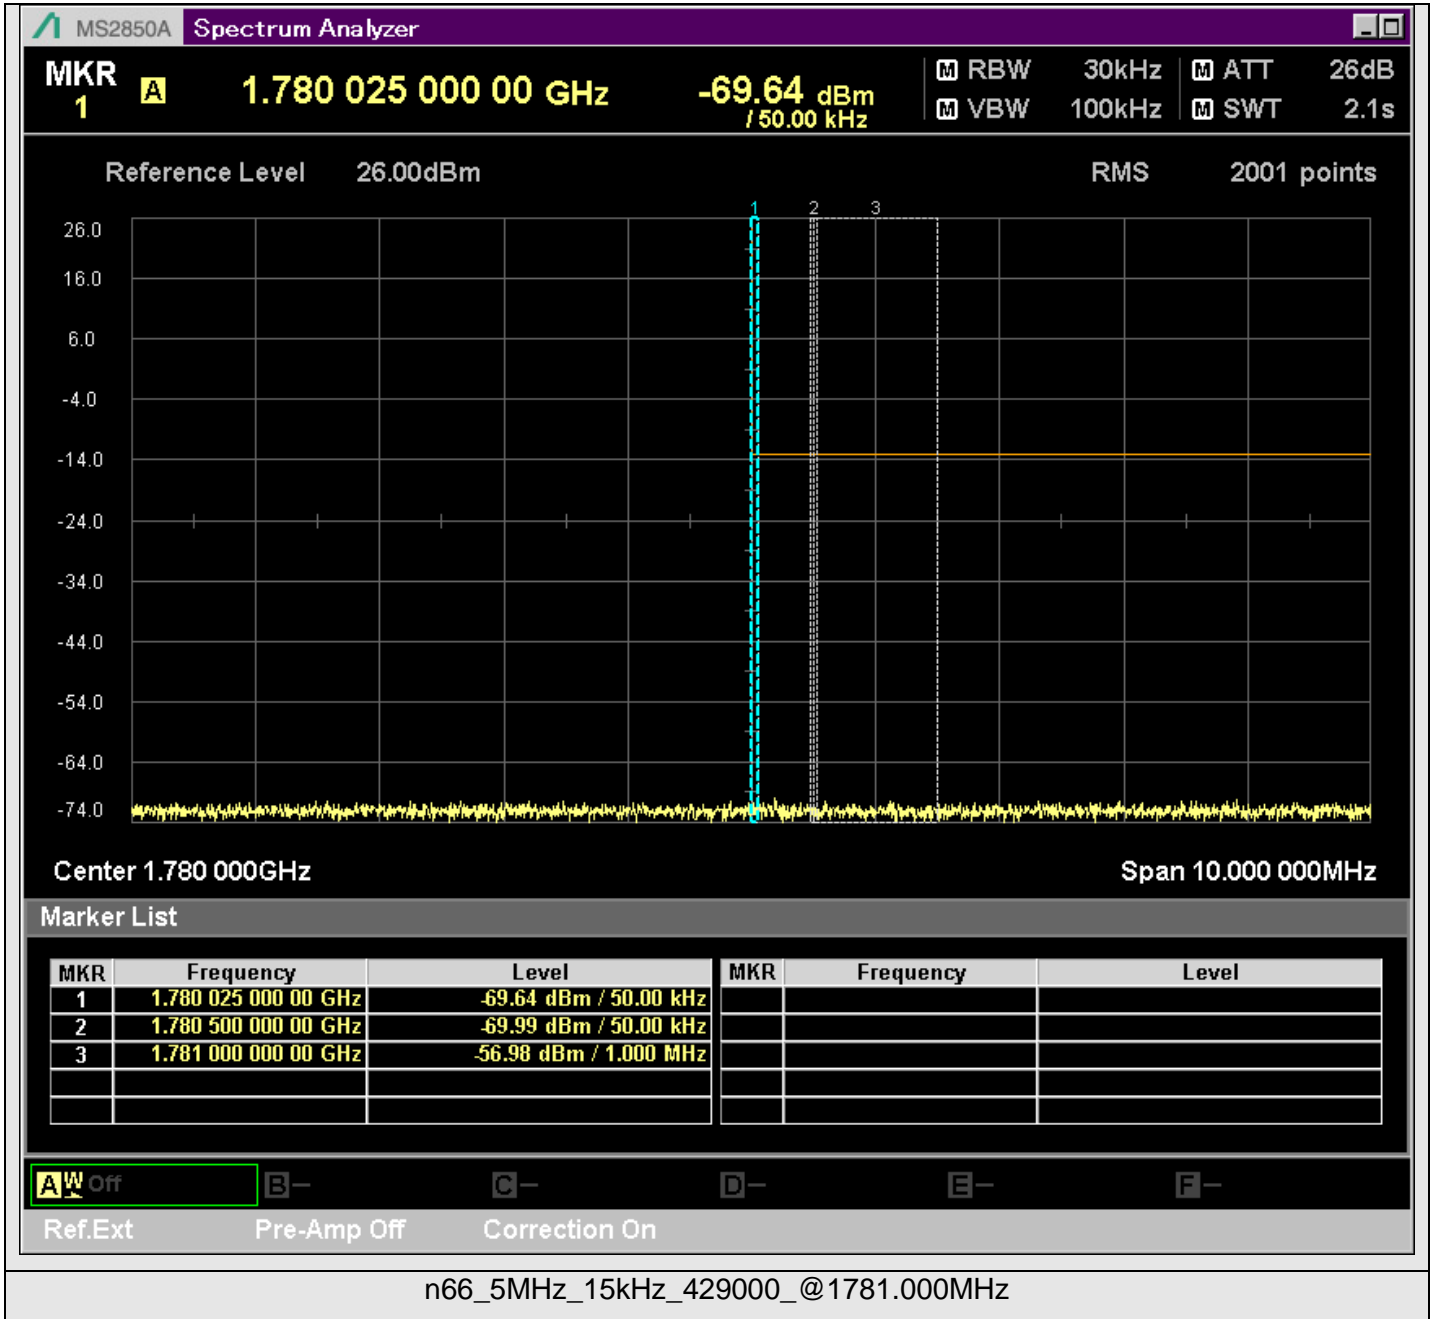 MS2850A Spectrum Analyzer
MKR 1 A 1.780 025 000 00 GHz -69.64 dBm / 50.00 kHz
M RBW 30kHz M ATT 26dB
M VBW 100kHz M SWT 2.1s
Reference Level 26.00dBm RMS 2001 points
1 2 3
26.0
16.0
6.0
-4.0
-14.0
-24.0
-34.0
-44.0
-54.0
-64.0
-74.0
Center 1.780 000GHz Span 10.000 000MHz
Marker List
MKR Frequency Level MKR Frequency Level
1 1.780 025 000 00 GHz -69.64 dBm / 50.00 kHz
2 1.780 500 000 00 GHz -69.99 dBm / 50.00 kHz
3 1.781 000 000 00 GHz -56.98 dBm / 1.000 MHz
A W Off B – C – D – E – F –
Ref.Ext Pre-Amp Off Correction On
n66_5MHz_15kHz_429000_@1781.000MHz